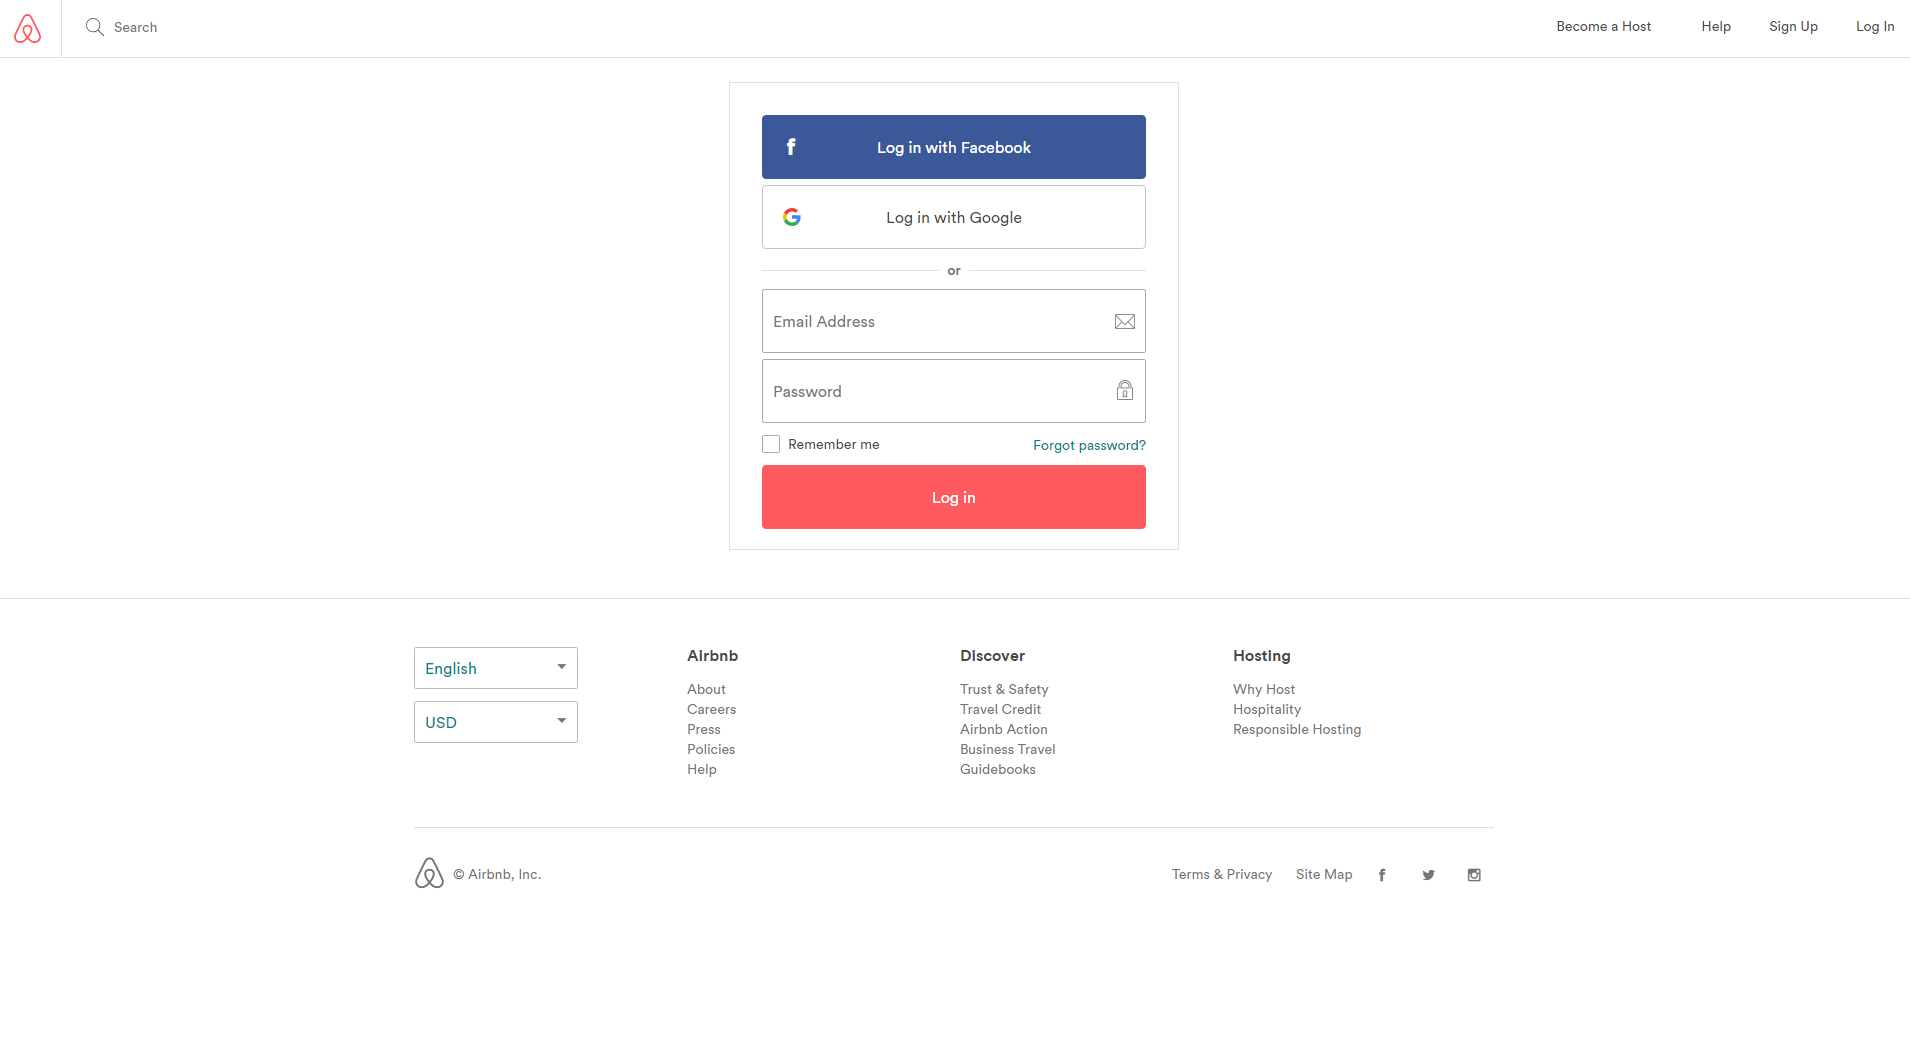 Search
Become a Host Help Sign Up Log In
f Log in with Facebook
G Log in with Google
or
Email Address
Password
Remember me Forgot password?
Log in
English
USD
Airbnb
About
Careers
Press
Policies
Help
Discover
Trust & Safety
Travel Credit
Airbnb Action
Business Travel
Guidebooks
Hosting
Why Host
Hospitality
Responsible Hosting
© Airbnb, Inc.
Terms & Privacy Site Map f